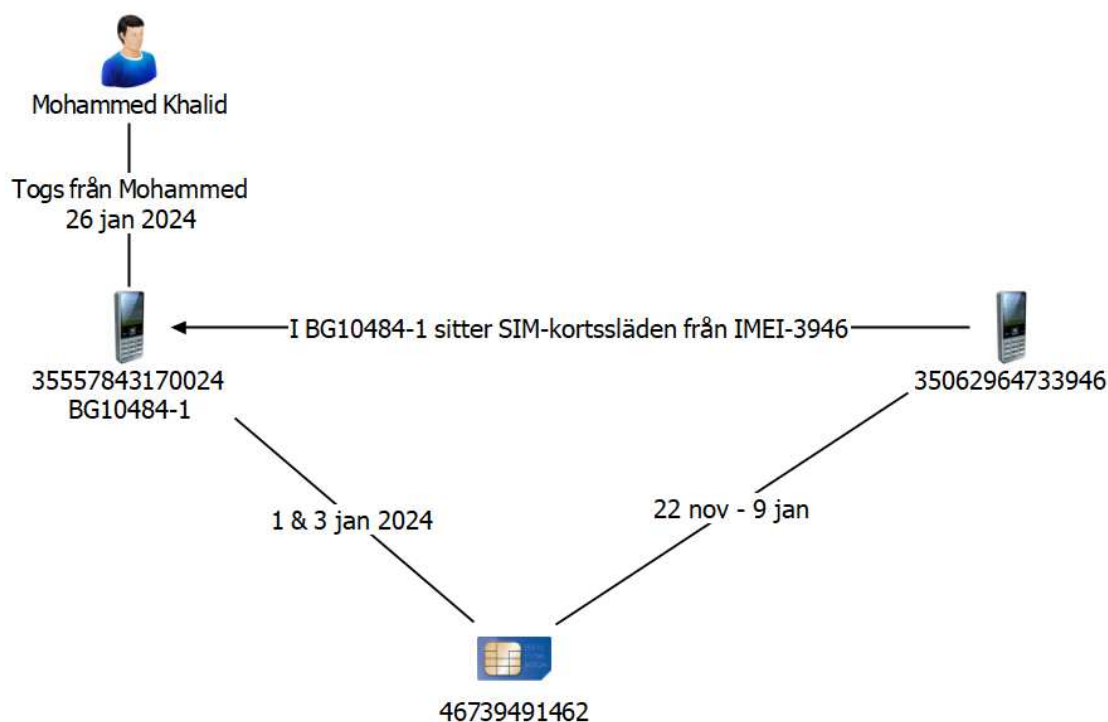 Mohammed Khalid
Togs från Mohammed
26 jan 2024
I BG10484-1 sitter SIM-kortssläden från IMEI-3946
35557843170024
BG10484-1
35062964733946
1 & 3 jan 2024
22 nov - 9 jan
46739491462